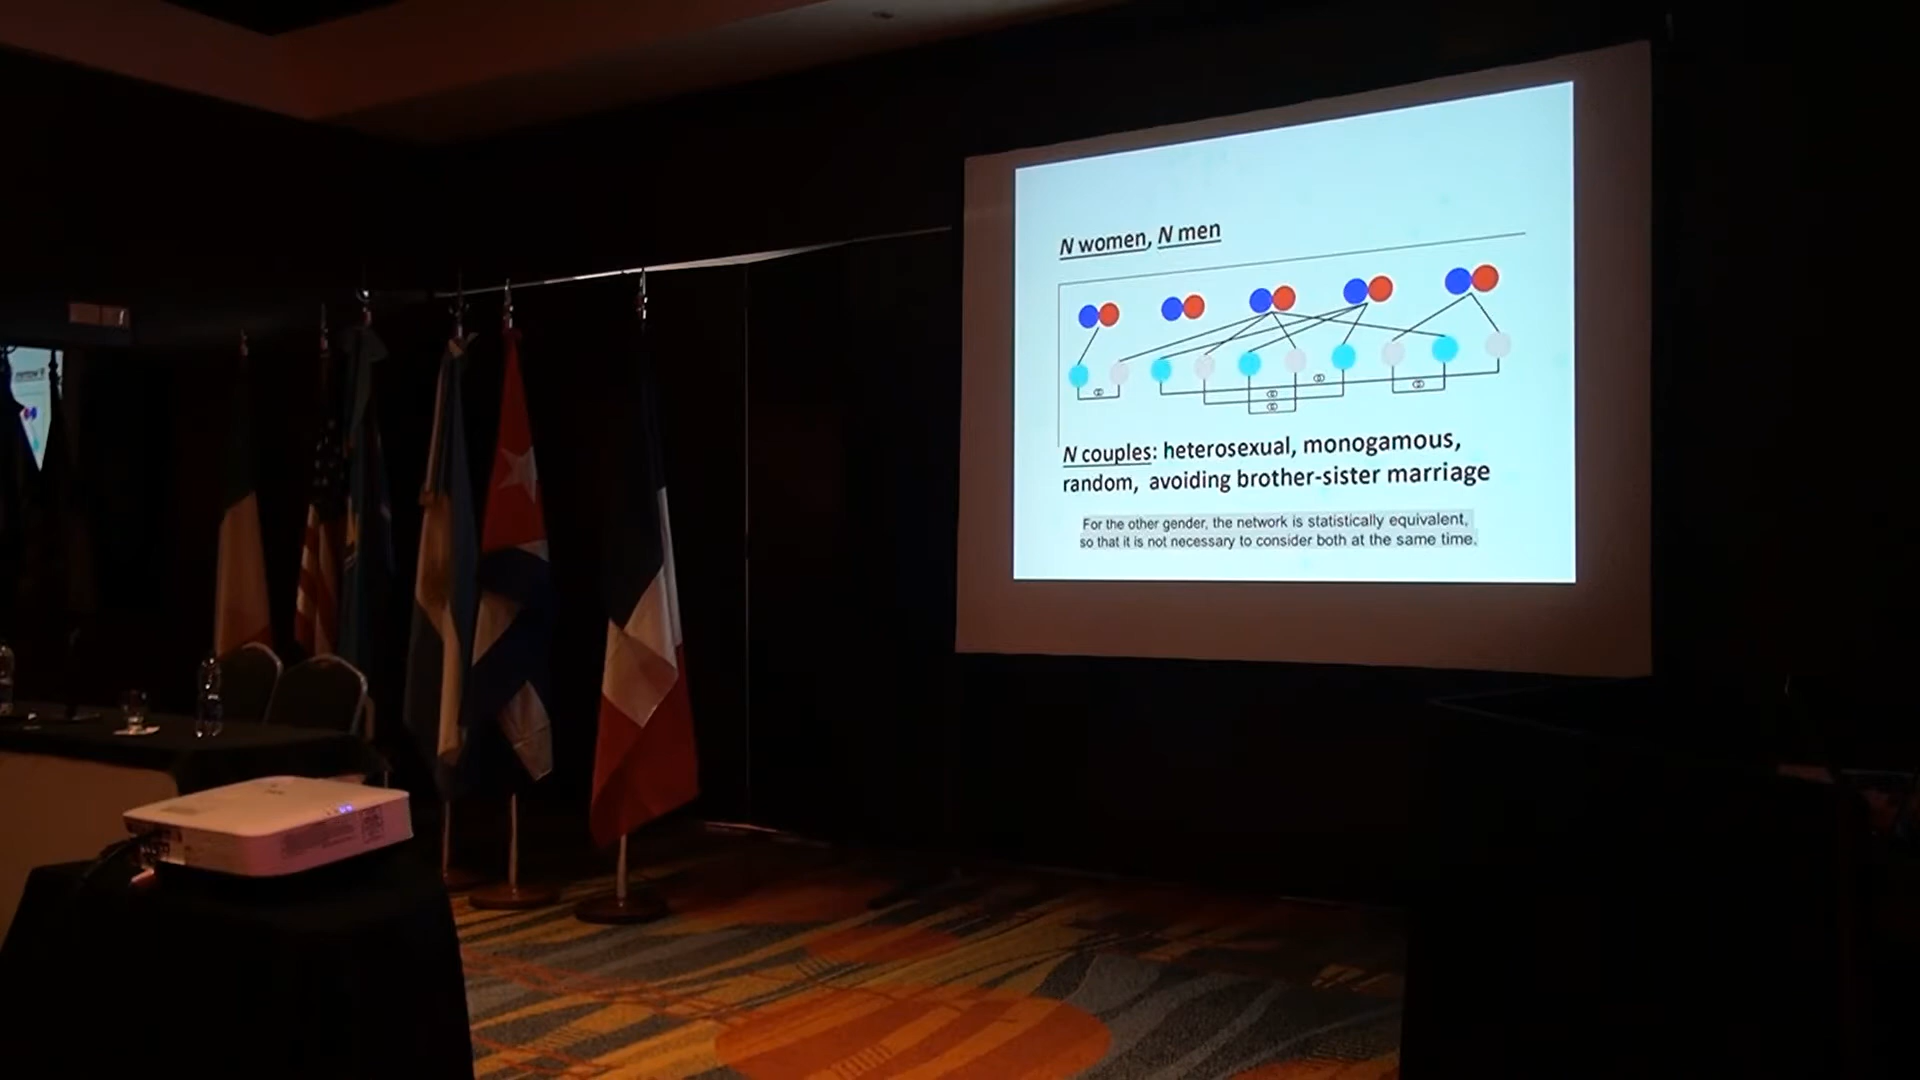 N women, N men
N couples: heterosexual, monogamous,
random, avoiding brother-sister marriage
For the other gender, the network is statistically equivalent,
so that it is not necessary to consider both at the same time.